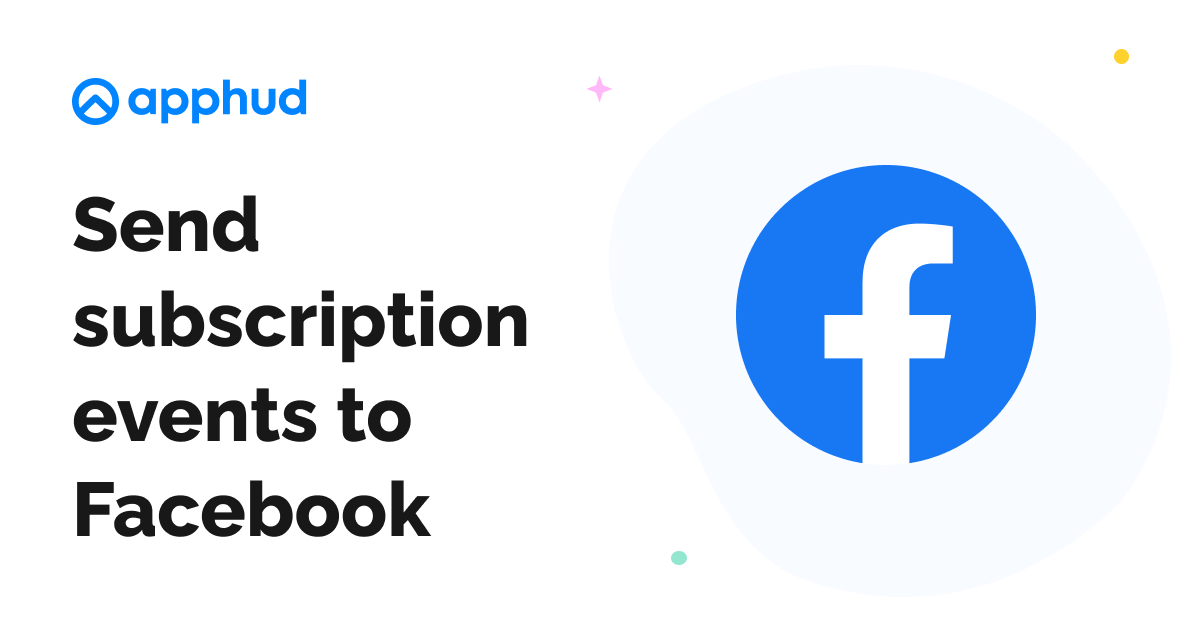 apphud
Send
subscription
events to
Facebook